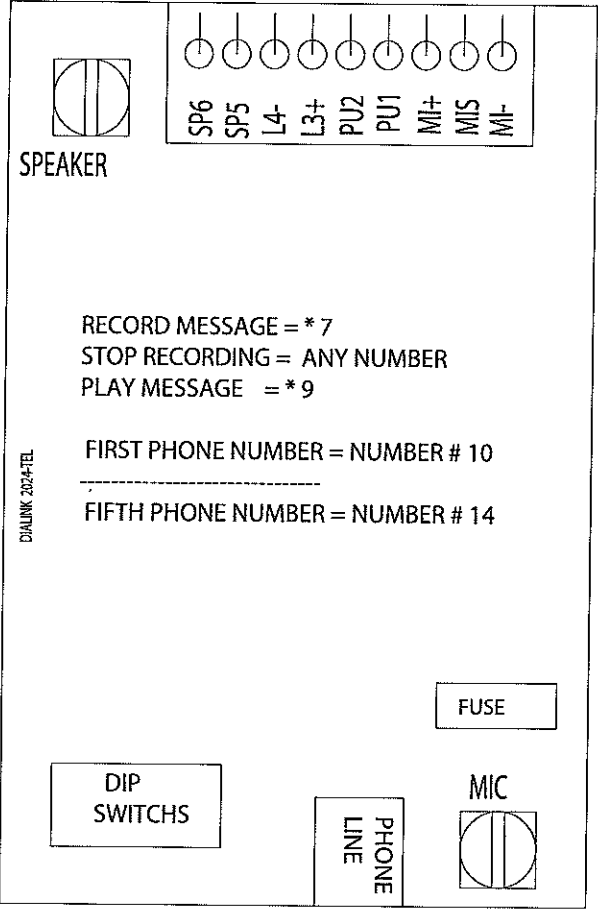 SP6
SP5
L4-
L3+
PU2
PU1
MI+
MIS
MI-
SPEAKER
RECORD MESSAGE = * 7
STOP RECORDING = ANY NUMBER
PLAY MESSAGE = * 9
FIRST PHONE NUMBER = NUMBER # 10
------------------------------
FIFTH PHONE NUMBER = NUMBER # 14
DIALINK 2024-TEL
FUSE
DIP
SWITCHS
PHONE
LINE
MIC